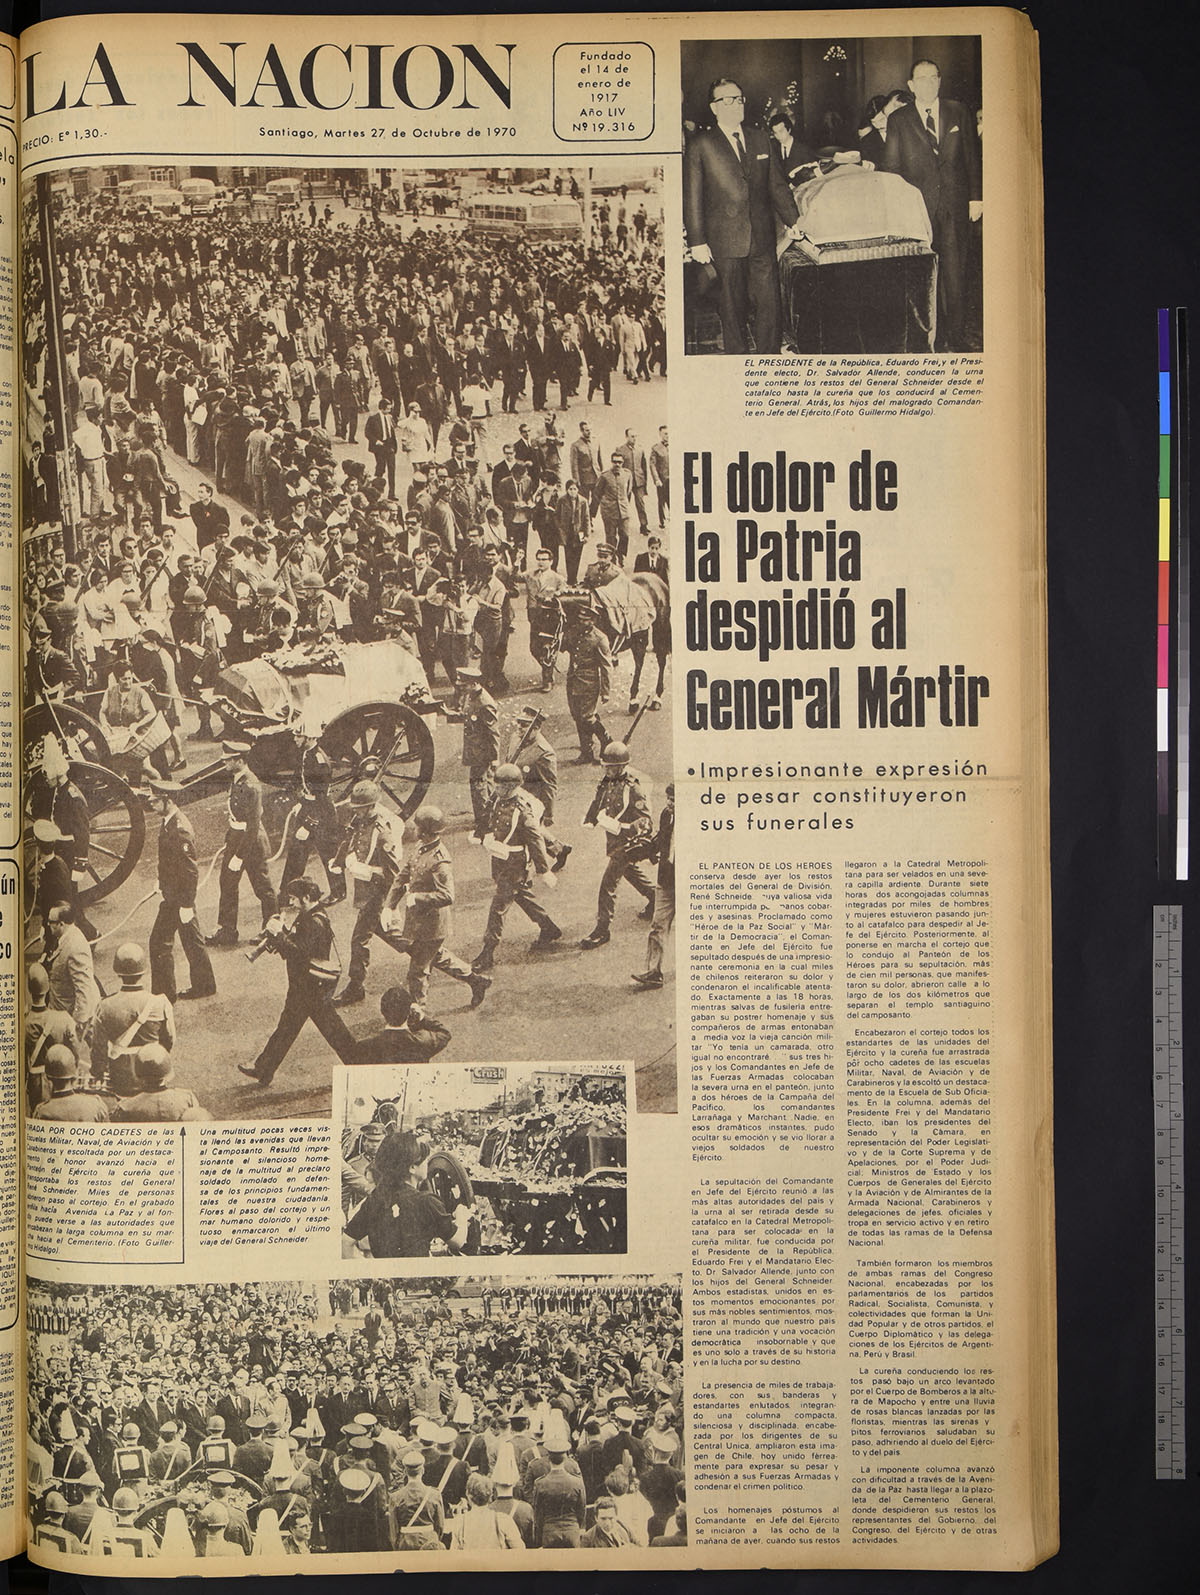 LA NACION
PRECIO: Eº 1,30.-
Santiago, Martes 27 de Octubre de 1970
Fundado
el 14 de
enero de
1917
Año LIV
Nº 19.316
EL PRESIDENTE de la República, Eduardo Frei, y el Presi-
dente electo, Dr. Salvador Allende, conducen la urna
que contiene los restos del General Schneider desde el
catafalco hasta la cureña que los conducirá al Cemen-
terio General. Atrás, los hijos del malogrado Comandan-
te en Jefe del Ejército.(Foto Guillermo Hidalgo).
El dolor de
la Patria
despidió al
General Mártir
• Impresionante expresión
de pesar constituyeron
sus funerales
EL PANTEON DE LOS HEROES
conserva desde ayer los restos
mortales del General de División,
René Schneide. uya valiosa vida
fue interrumpida p manos cobar-
des y asesinas. Proclamado como
"Héroe de la Paz Social" y "Már-
tir de la Democracia", el Coman-
dante en Jefe del Ejército fue
sepultado después de una impresio-
nante ceremonia en la cual miles
de chilenos reiteraron su dolor y
condenaron el incalificable atenta-
do. Exactamente a las 18 horas,
mientras salvas de fusilería entre-
gaban su postrer homenaje y sus
compañeros de armas entonaban
a media voz la vieja canción mili-
tar "Yo tenía un camarada, otro
igual no encontraré " sus tres hi-
jos y los Comandantes en Jefe de
las Fuerzas Armadas colocaban
la severa urna en el panteón, junto
a dos héroes de la Campaña del
Pacífico, los comandantes
Larrañaga y Marchant. Nadie, en
esos dramáticos instantes, pudo
ocultar su emoción y se vio llorar a
viejos soldados de nuestro
Ejército.
La sepultación del Comandante
en Jefe del Ejército reunió a las
más altas autoridades del país y
la urna al ser retirada desde su
catafalco en la Catedral Metropoli-
tana para ser colocada en la
cureña militar, fue conducida por
el Presidente de la República,
Eduardo Frei y el Mandatario Elec-
to, Dr. Salvador Allende, junto con
los hijos del General Schneider.
Ambos estadistas, unidos en es-
tos momentos emocionantes por
sus más nobles sentimientos, mos-
traron al mundo que nuestro país
tiene una tradición y una vocación
democrática insobornable y que
es uno solo a través de su historia
y en la lucha por su destino.
La presencia de miles de trabaja-
dores, con sus banderas y
estandartes enlutados, integran-
do una columna compacta,
silenciosa y disciplinada, encabe-
zada por los dirigentes de su
Central Unica, ampliaron esta ima-
gen de Chile, hoy unido férrea-
mente para expresar su pesar y
adhesión a sus Fuerzas Armadas y
condenar el crimen político.
Los homenajes póstumos al
Comandante en Jefe del Ejército
se iniciaron a las ocho de la
mañana de ayer, cuando sus restos
llegaron a la Catedral Metropoli-
tana para ser velados en una seve-
ra capilla ardiente. Durante siete
horas dos acongojadas columnas
integradas por miles de hombres
y mujeres estuvieron pasando jun-
to al catafalco para despedir al Je-
fe del Ejército. Posteriormente, al
ponerse en marcha el cortejo que
lo condujo al Panteón de los
Héroes para su sepultación, más
de cien mil personas, que manifes-
taron su dolor, abrieron calle a lo
largo de los dos kilómetros que
separan el templo santiaguino
del camposanto.
Encabezaron el cortejo todos los
estandartes de las unidades del
Ejército y la cureña fue arrastrada
por ocho cadetes de las escuelas
Militar, Naval, de Aviación y de
Carabineros y la escoltó un destaca-
mento de la Escuela de Sub Oficia-
les. En la columna, además del
Presidente Frei y del Mandatario
Electo, iban los presidentes del
Senado y la Cámara, en
representación del Poder Legislati-
vo y de la Corte Suprema y de
Apelaciones, por el Poder Judi-
cial; Ministros de Estado y los
Cuerpos de Generales del Ejército
y la Aviación y de Almirantes de la
Armada Nacional, Carabineros y
delegaciones de jefes, oficiales y
tropa en servicio activo y en retiro
de todas las ramas de la Defensa
Nacional.
También formaron los miembros
de ambas ramas del Congreso
Nacional, encabezadas por los
parlamentarios de los partidos
Radical, Socialista, Comunista, y
colectividades que forman la Uni-
dad Popular y de otros partidos, el
Cuerpo Diplomático y las delega-
ciones de los Ejércitos de Argenti-
na, Perú y Brasil.
La cureña conduciendo los res-
tos pasó bajo un arco levantado
por el Cuerpo de Bomberos a la altu-
ra de Mapocho y entre una lluvia
de rosas blancas lanzadas por las
floristas, mientras las sirenas y
pitos ferroviarios saludaban su
paso, adhiriendo al duelo del Ejérci-
to y del país.
La imponente columna avanzó
con dificultad a través de la Aveni-
da de la Paz hasta llegar a la plazo-
leta del Cementerio General,
donde despidieron sus restos los
representantes del Gobierno, del
Congreso, del Ejército y de otras
actividades.
TIRADA POR OCHO CADETES de las
Escuelas Militar, Naval, de Aviación y de
Carabineros y escoltada por un destaca-
mento de honor avanzó hacia el
Panteón del Ejército la cureña que
transportaba los restos del General
René Schneider. Miles de personas
abrieron paso al cortejo. En el grabado
hacía Avenida La Paz y al fon-
do puede verse a las autoridades que
encabezan la larga columna en su mar-
cha hacia el Cementerio. (Foto Guiller-
mo Hidalgo).
Una multitud pocas veces vis-
ta llenó las avenidas que llevan
al Camposanto. Resultó impre-
sionante el silencioso home-
naje de la multitud al preclaro
soldado inmolado en defen-
sa de los principios fundamen-
tales de nuestra ciudadanía.
Flores al paso del cortejo y un
mar humano dolorido y respe-
tuoso enmarcaron el último
viaje del General Schneider
Crush